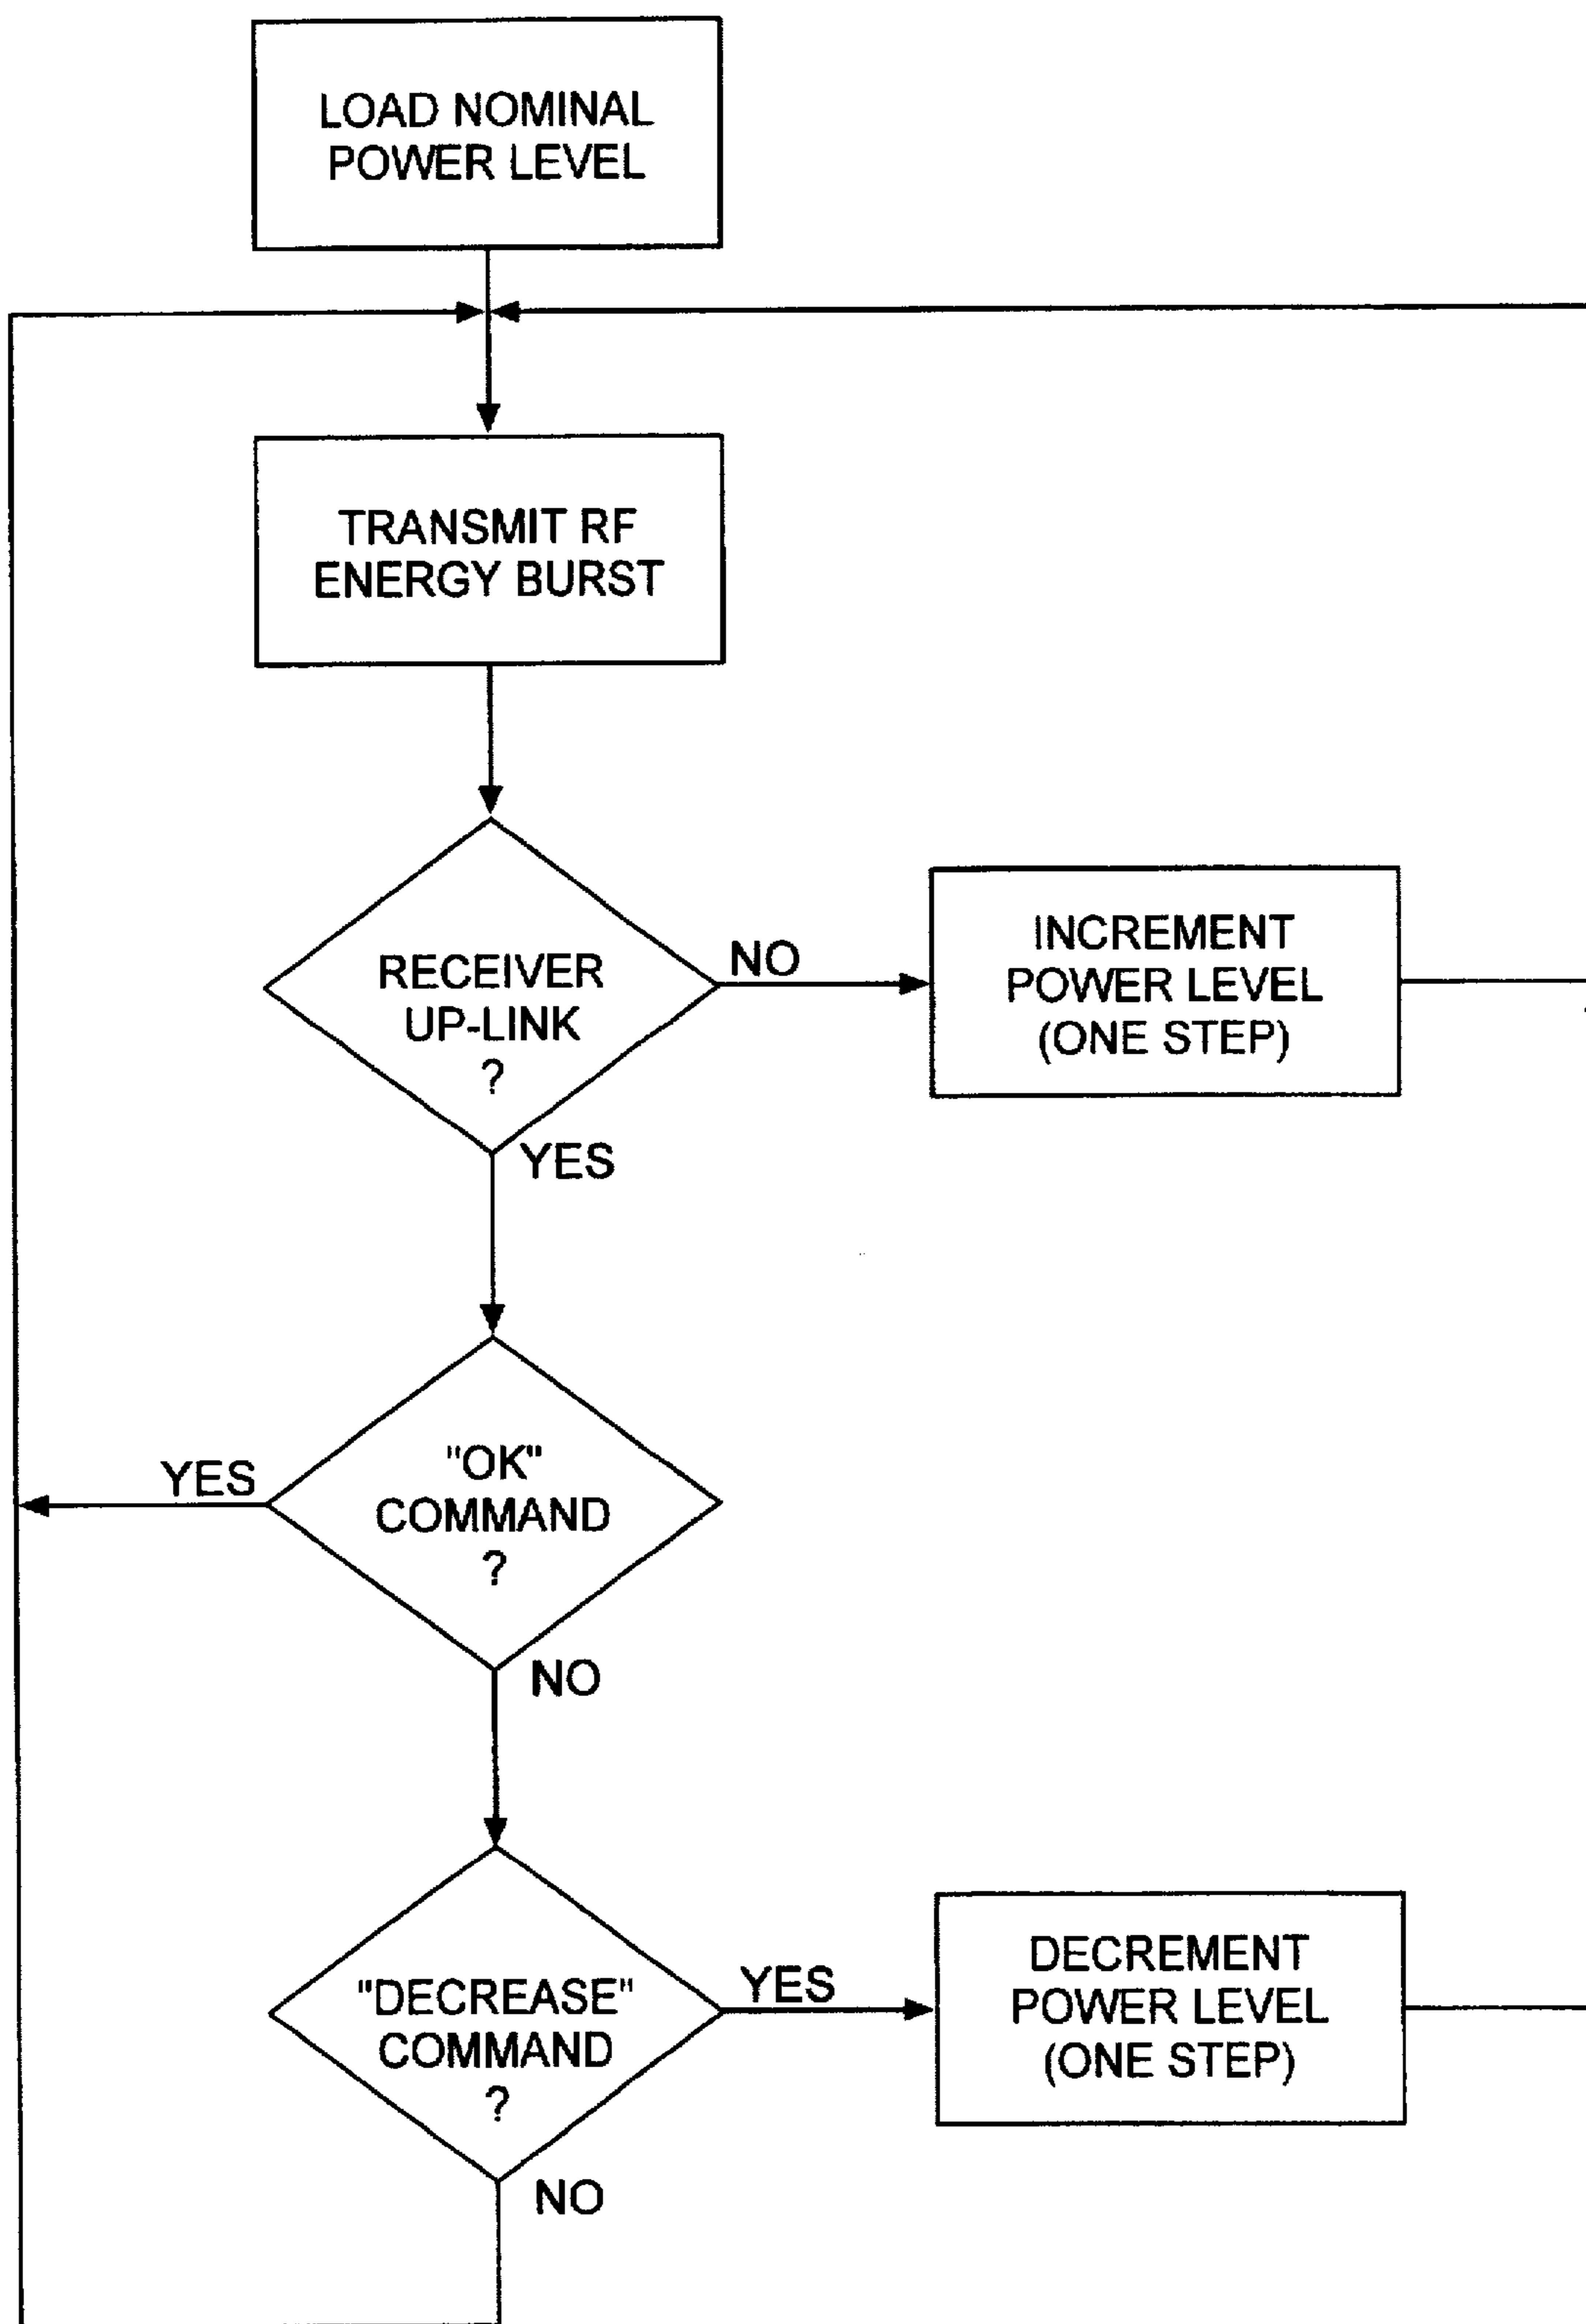 LOAD NOMINAL
POWER LEVEL
TRANSMIT RF
ENERGY BURST
RECEIVER
UP-LINK
?
NO
INCREMENT
POWER LEVEL
(ONE STEP)
YES
"OK"
COMMAND
?
YES
NO
"DECREASE"
COMMAND
?
YES
DECREMENT
POWER LEVEL
(ONE STEP)
NO